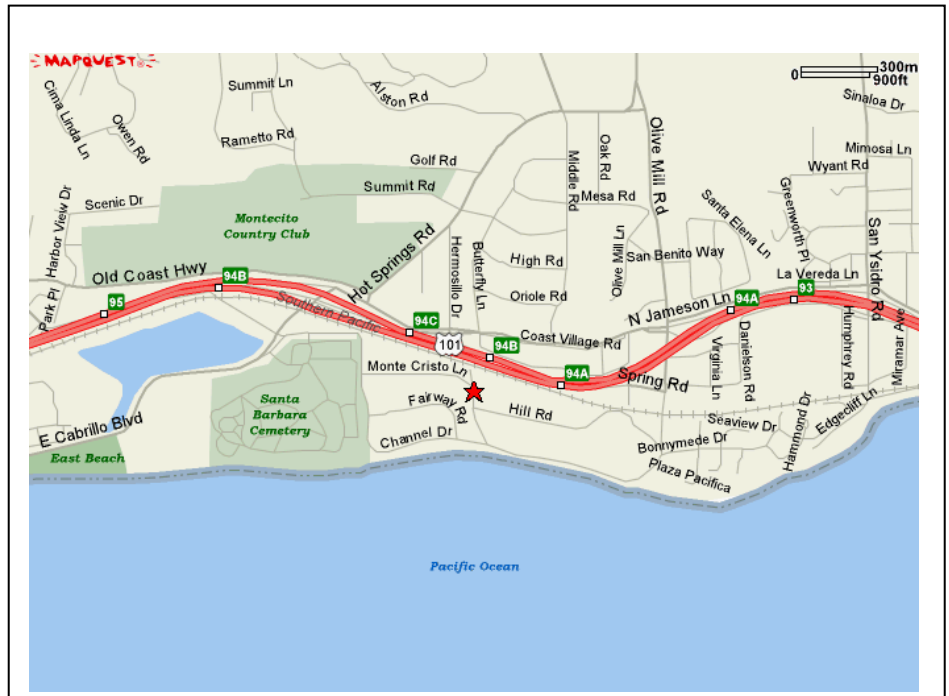 MAPQUEST
300m
0
900ft
Summit Ln
Alston Rd
Cima Linda Ln
Owen Rd
Sinaloa Dr
Rametto Rd
Golf Rd
Middle Rd
Oak Rd
Olive Mill Rd
Mimosa Ln
Wyant Rd
Summit Rd
Mesa Rd
Santa Elena Ln
Greenworth Pl
Scenic Dr
Harbor View Dr
Montecito
Country Club
Hot Springs Rd
Hermosillo Dr
Butterfly Ln
High Rd
Olive Mill Ln
San Benito Way
San Ysidro Rd
Old Coast Hwy
94B
La Vereda Ln
93
Park Pl
95
Southern Pacific
Oriole Rd
N Jameson Ln
94A
94C
101
Coast Village Rd
94B
Virginia Ln
Danielson Rd
Humphrey Rd
Miramar Ave
Monte Cristo Ln
94A
Spring Rd
Santa
Barbara
Cemetery
Fairway Rd
Hill Rd
E Cabrillo Blvd
Channel Dr
Seaview Dr
Hammond Dr
Edgecliff Ln
East Beach
Bonnymede Dr
Plaza Pacifica
Pacific Ocean